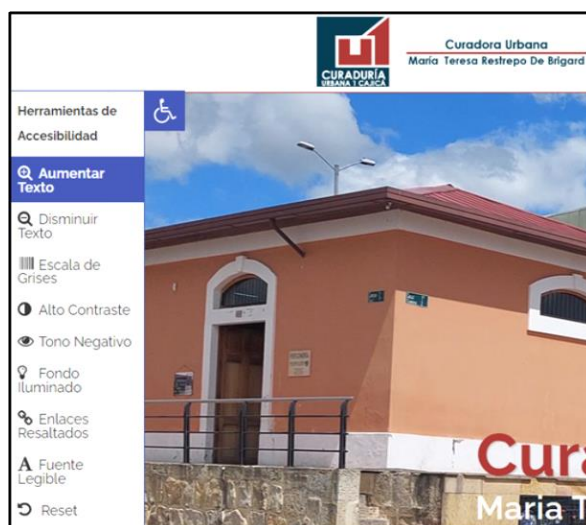 CURADURÍA
URBANA 1 CAJICÁ
Curadora Urbana
María Teresa Restrepo De Brigard
Herramientas de
Accesibilidad
Aumentar
Texto
Disminuir
Texto
Escala de
Grises
Alto Contraste
Tono Negativo
Fondo
Iluminado
Enlaces
Resaltados
A Fuente
Legible
Reset
Cura
Maria T